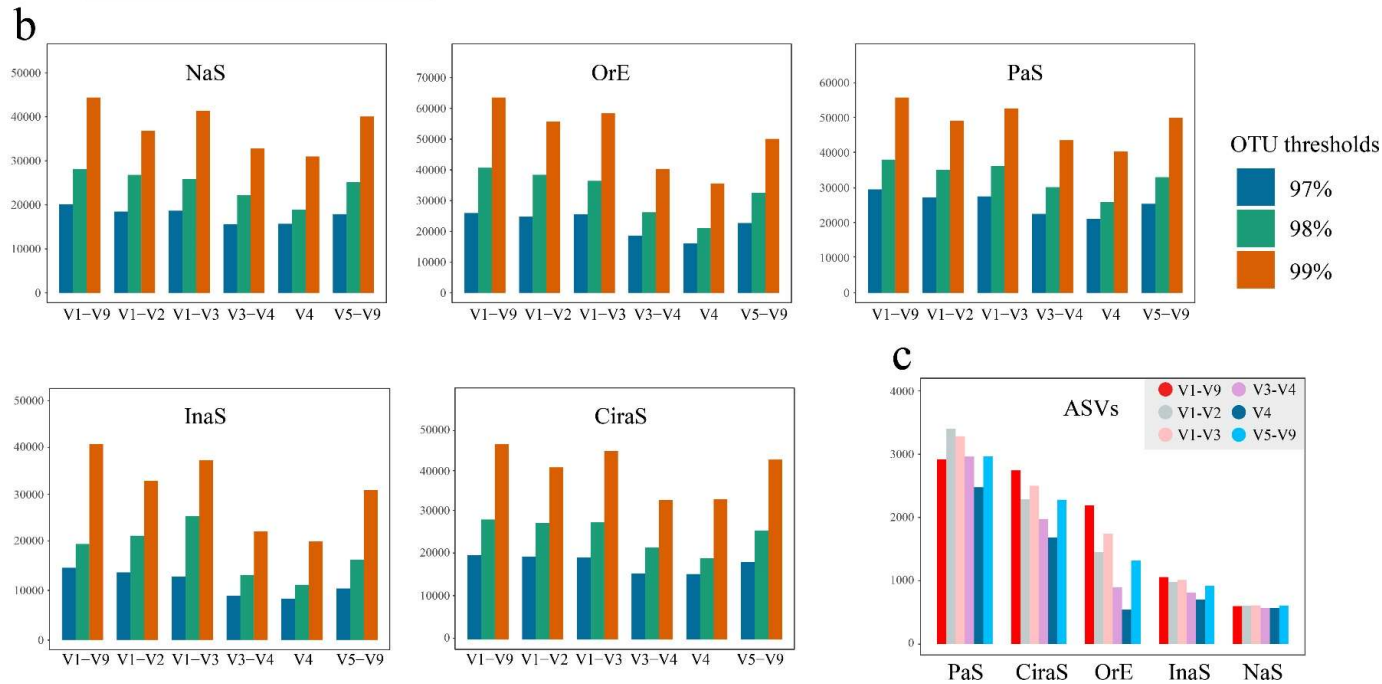 b
NaS
50000
40000
30000
20000
10000
0
V1−V9 V1−V2 V1−V3 V3−V4 V4 V5−V9
OrE
70000
60000
50000
40000
30000
20000
10000
0
V1−V9 V1−V2 V1−V3 V3−V4 V4 V5−V9
PaS
60000
50000
40000
30000
20000
10000
0
V1−V9 V1−V2 V1−V3 V3−V4 V4 V5−V9
OTU thresholds
97%
98%
99%
InaS
50000
40000
30000
20000
10000
0
V1−V9 V1−V2 V1−V3 V3−V4 V4 V5−V9
CiraS
50000
40000
30000
20000
10000
0
V1−V9 V1−V2 V1−V3 V3−V4 V4 V5−V9
c
ASVs
V1-V9 V3-V4
V1-V2 V4
V1-V3 V5-V9
4000
3000
2000
1000
0
PaS CiraS OrE InaS NaS